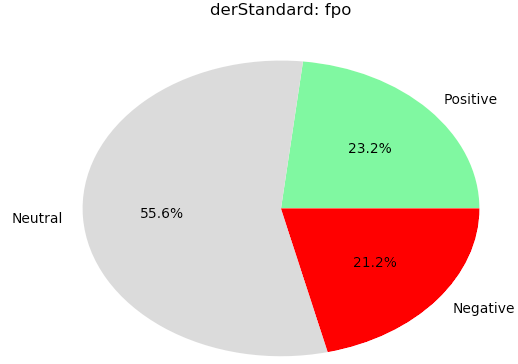 derStandard: fpo
Positive
23.2%
55.6%
Neutral
21.2%
Negative